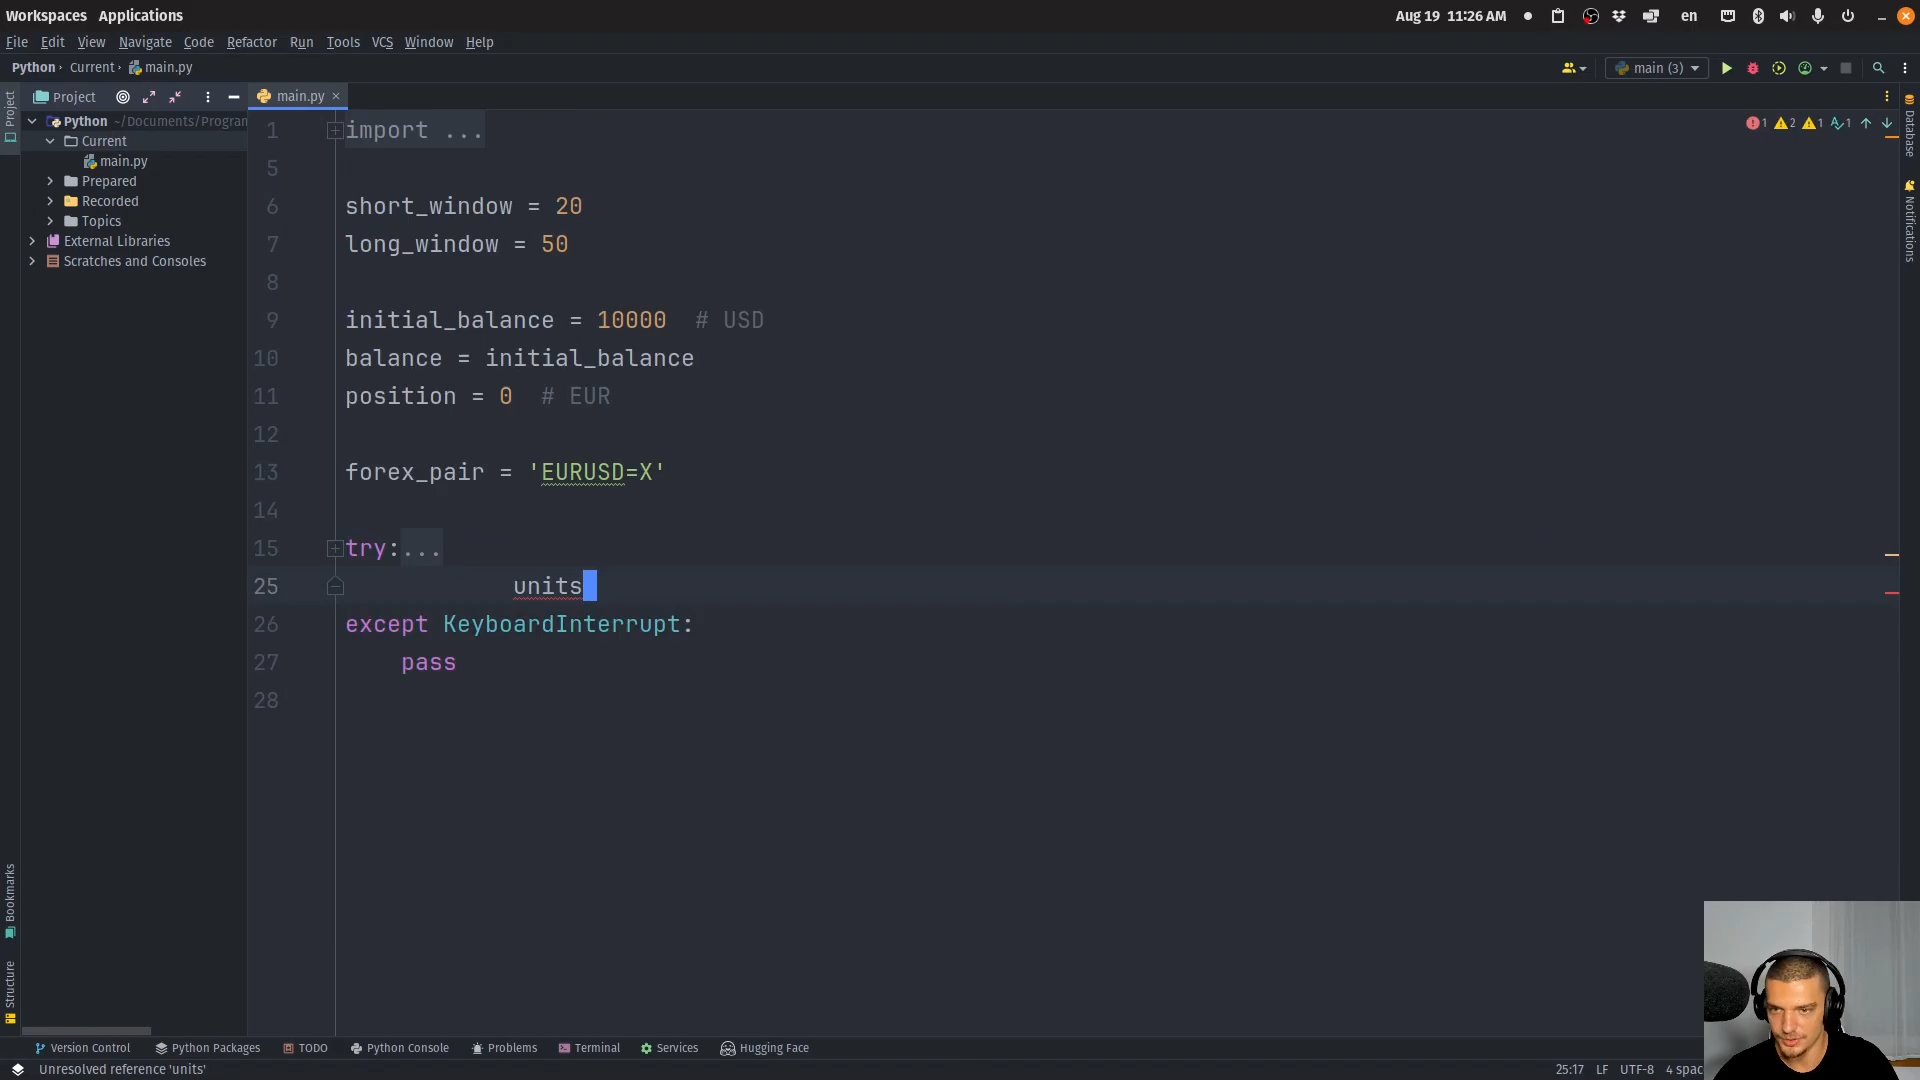 Workspaces Applications Aug 19 11:26 AM en
File Edit View Navigate Code Refactor Run Tools VCS Window Help
Python › Current › main.py main (3)
Project main.py
Project
Python ~/Documents/Program
Current
main.py
Prepared
Recorded
Topics
External Libraries
Scratches and Consoles
Bookmarks
Structure
1 import ...
5
6 short_window = 20
7 long_window = 50
8
9 initial_balance = 10000 # USD
10 balance = initial_balance
11 position = 0 # EUR
12
13 forex_pair = 'EURUSD=X'
14
15 try:...
25 units
26 except KeyboardInterrupt:
27 pass
28
1 2 1 1
Database
Notifications
Version Control Python Packages TODO Python Console Problems Terminal Services Hugging Face
Unresolved reference 'units' 25:17 LF UTF-8 4 spac